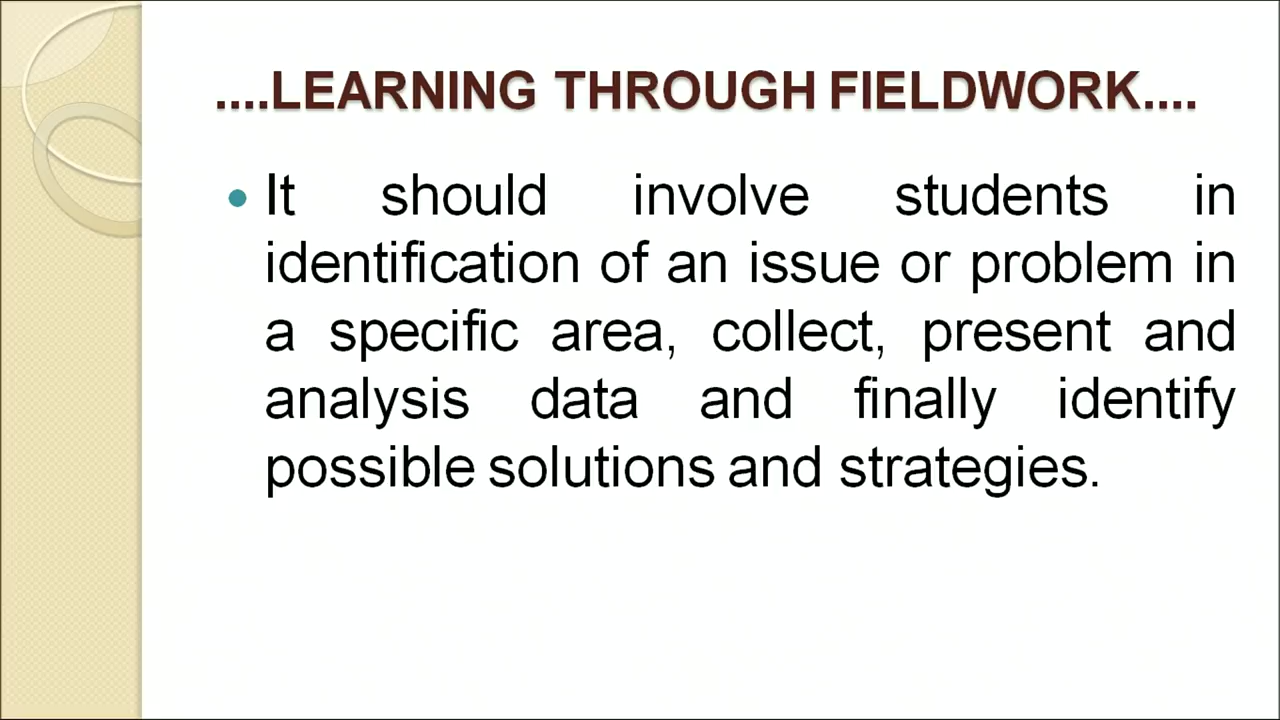 ....LEARNING THROUGH FIELDWORK....
• It should involve students in
identification of an issue or problem in
a specific area, collect, present and
analysis data and finally identify
possible solutions and strategies.